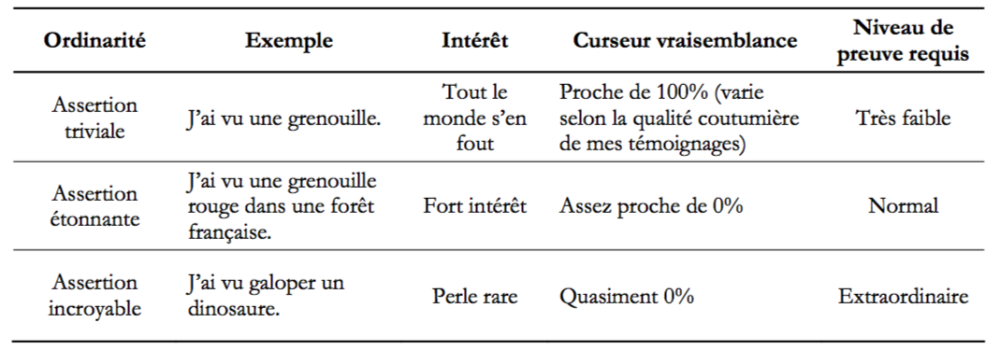 Ordinarité Exemple Intérêt Curseur vraisemblance Niveau de preuve requis
Assertion triviale
J'ai vu une grenouille.
Tout le monde s'en fout
Proche de 100% (varie
selon la qualité coutumière
de mes témoignages)
Très faible
Assertion étonnante
J'ai vu une grenouille
rouge dans une forêt
française.
Fort intérêt
Assez proche de 0%
Normal
Assertion incroyable
J'ai vu galoper un
dinosaure.
Perle rare
Quasiment 0%
Extraordinaire